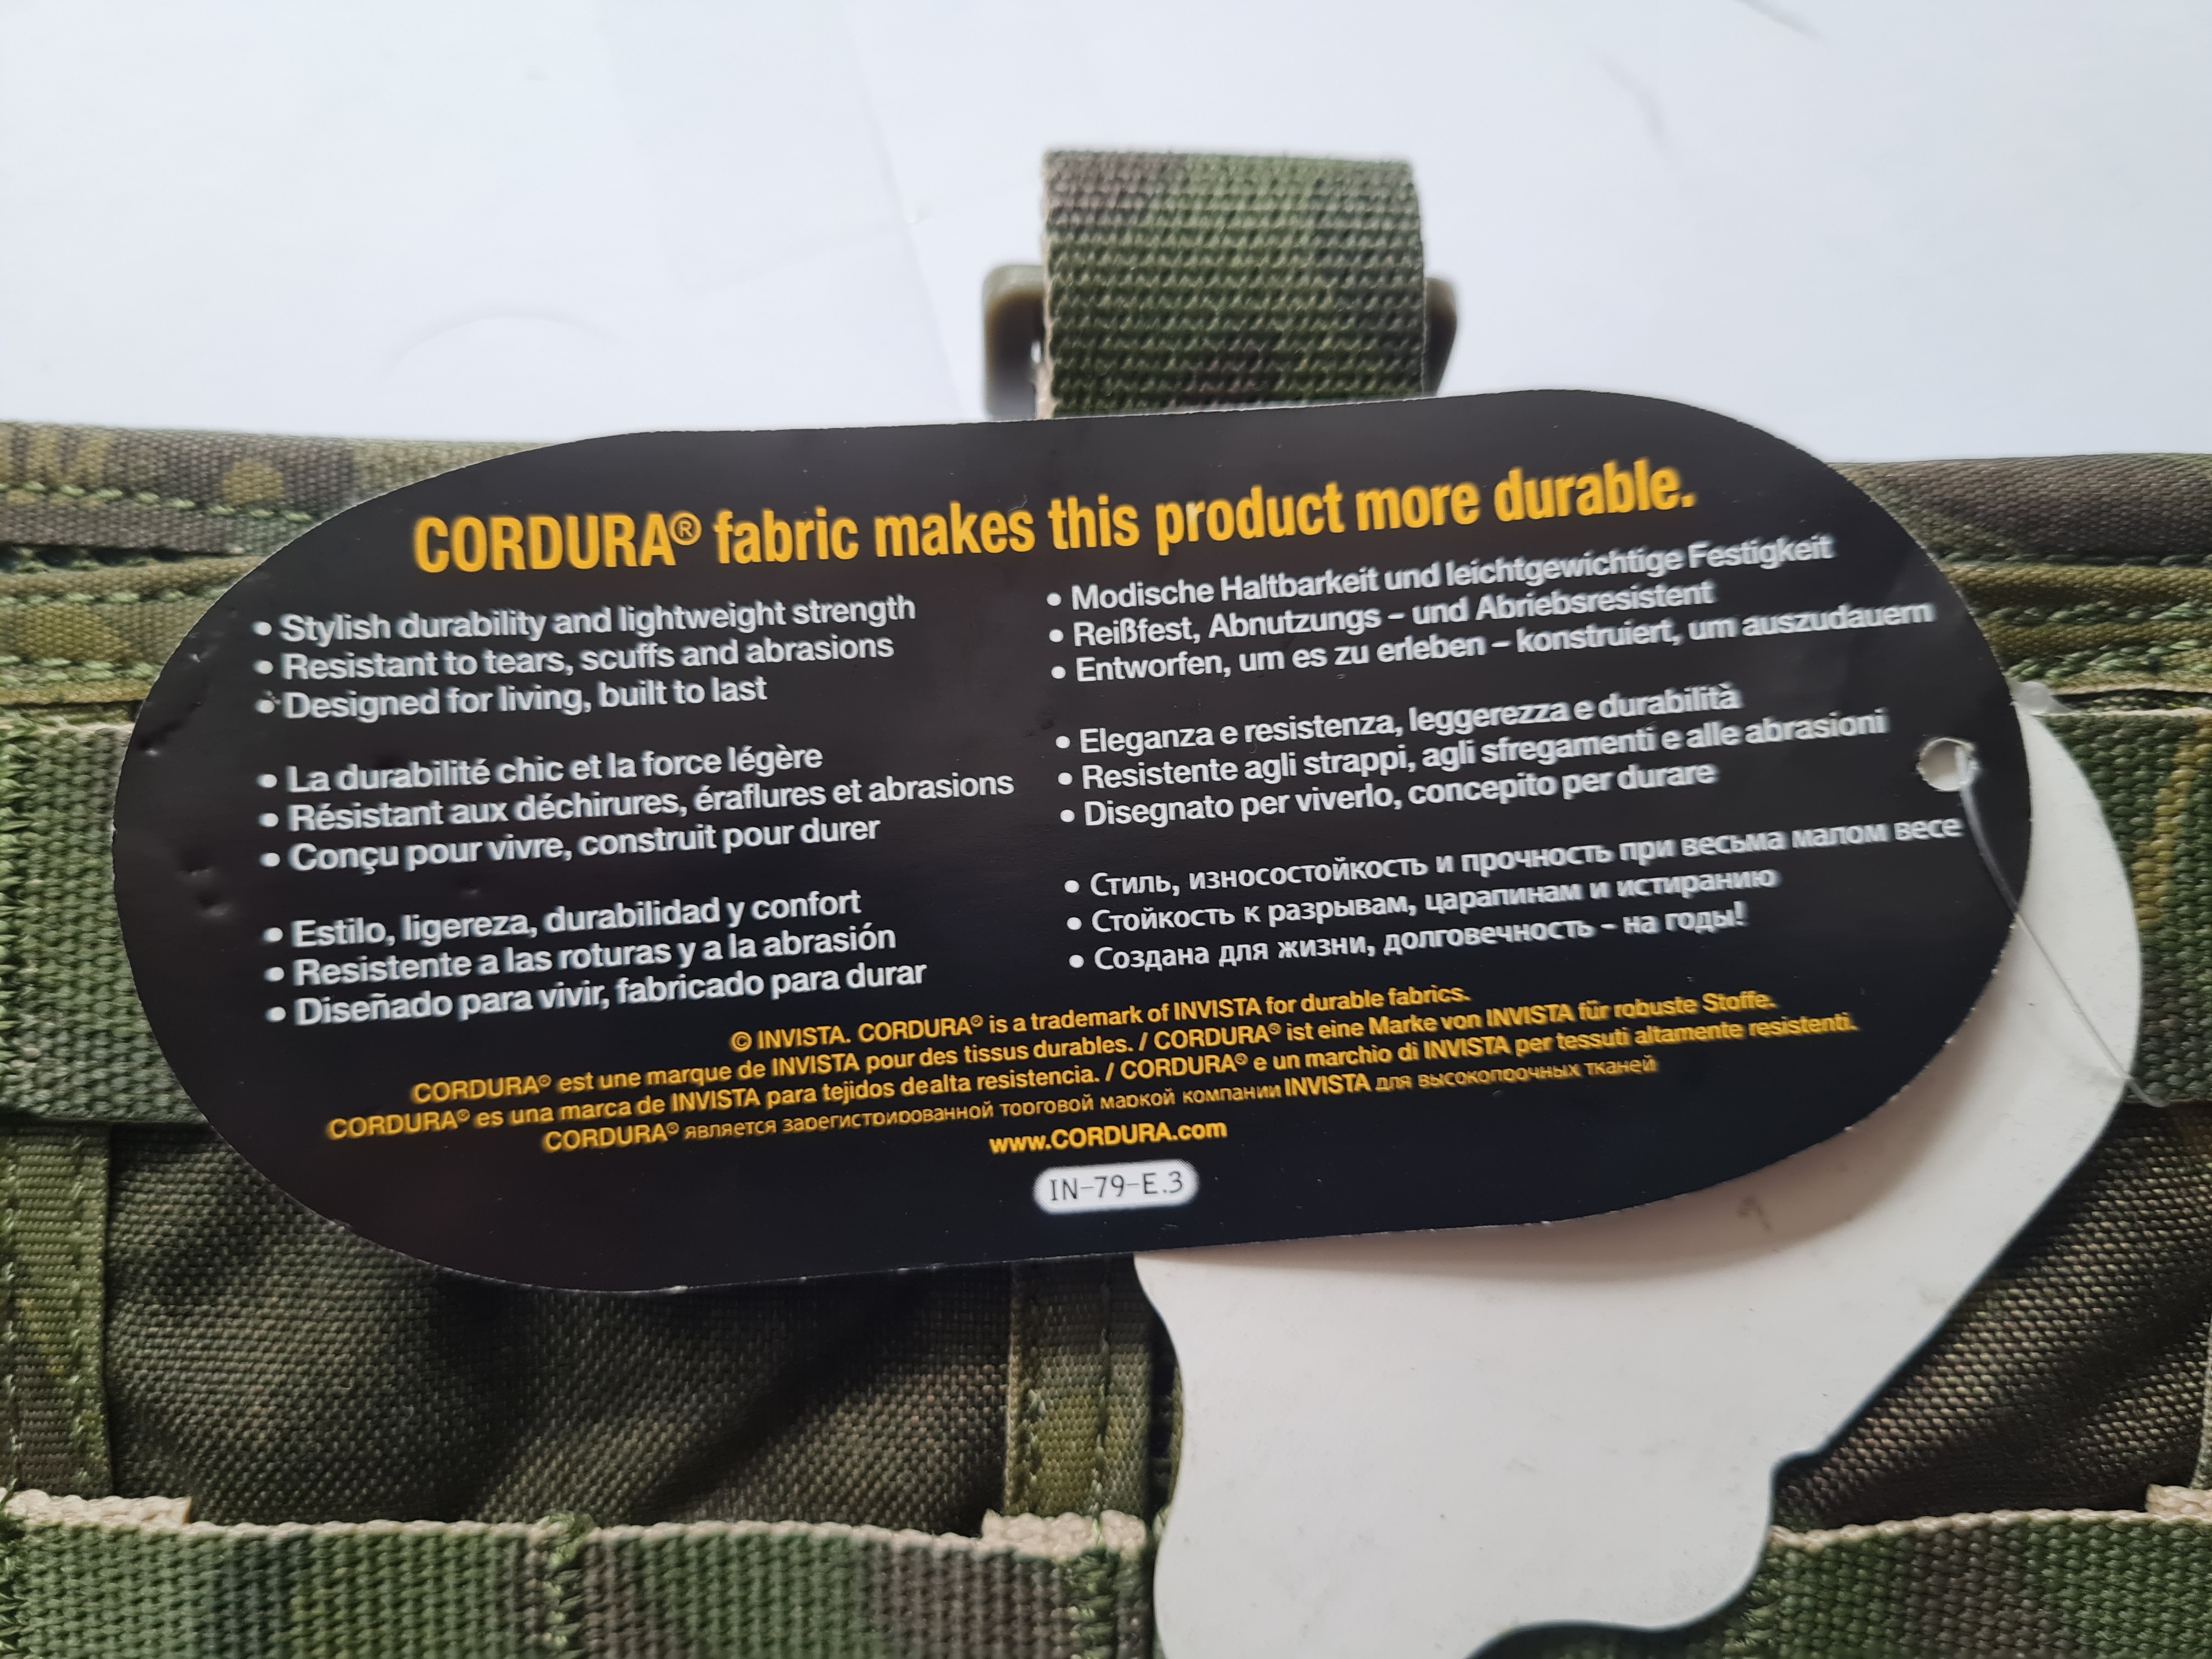 CORDURA® fabric makes this product more durable.
• Stylish durability and lightweight strength
• Resistant to tears, scuffs and abrasions
• Designed for living, built to last
• La durabilité chic et la force légère
• Résistant aux déchirures, éraflures et abrasions
• Conçu pour vivre, construit pour durer
• Estilo, ligereza, durabilidad y confort
• Resistente a las roturas y a la abrasión
• Diseñado para vivir, fabricado para durar
• Modische Haltbarkeit und leichtgewichtige Festigkeit
• Reißfest, Abnutzungs – und Abriebsresistent
• Entworfen, um es zu erleben – konstruiert, um auszudauern
• Eleganza e resistenza, leggerezza e durabilità
• Resistente agli strappi, agli sfregamenti e alle abrasioni
• Disegnato per viverlo, concepito per durare
• Стиль, износостойкость и прочность при весьма малом весе
• Стойкость к разрывам, царапинам и истиранию
• Создана для жизни, долговечность – на годы!
© INVISTA. CORDURA® is a trademark of INVISTA for durable fabrics.
CORDURA® est une marque de INVISTA pour des tissus durables. / CORDURA® ist eine Marke von INVISTA für robuste Stoffe.
CORDURA® es una marca de INVISTA para tejidos dealta resistencia. / CORDURA® e un marchio di INVISTA per tessuti altamente resistenti.
CORDURA® является зарегистрированной торговой маркой компании INVISTA для высокопрочных тканей
www.CORDURA.com
IN-79-E.3